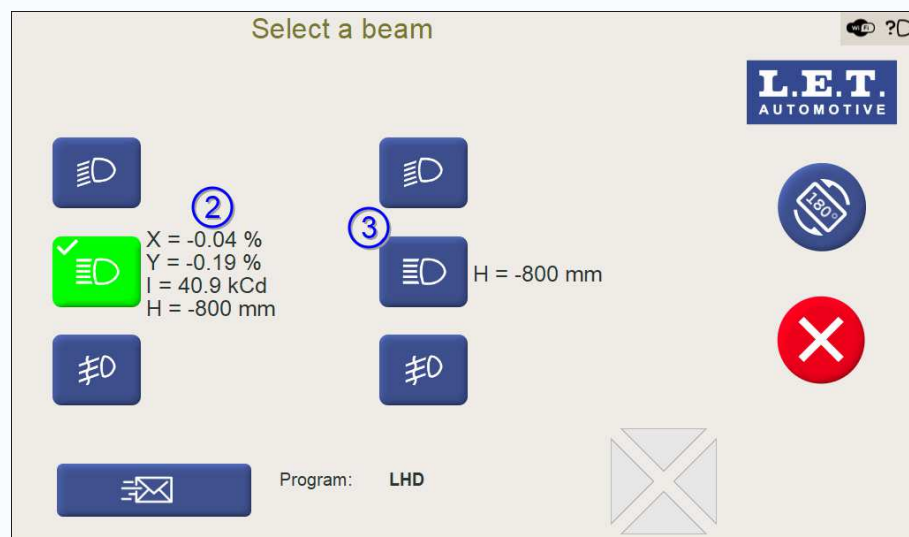 Select a beam
WiFi ?
L.E.T.
AUTOMOTIVE
180°
2
X = -0.04 %
Y = -0.19 %
I = 40.9 kCd
H = -800 mm
3
H = -800 mm
Program: LHD